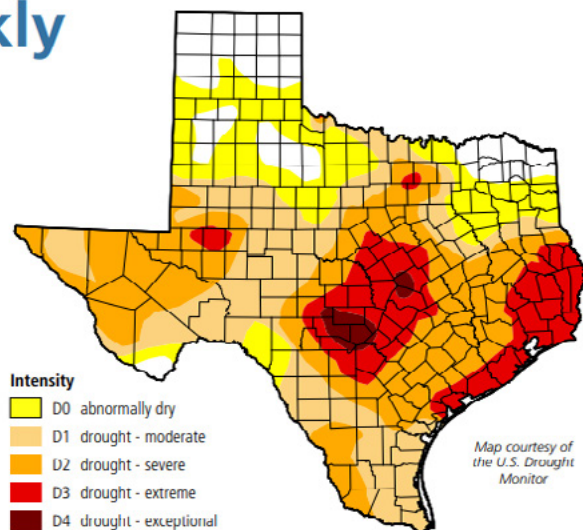 kly
Intensity
D0 abnormally dry
D1 drought - moderate
D2 drought - severe
D3 drought - extreme
D4 drought - exceptional
Map courtesy of
the U.S. Drought
Monitor